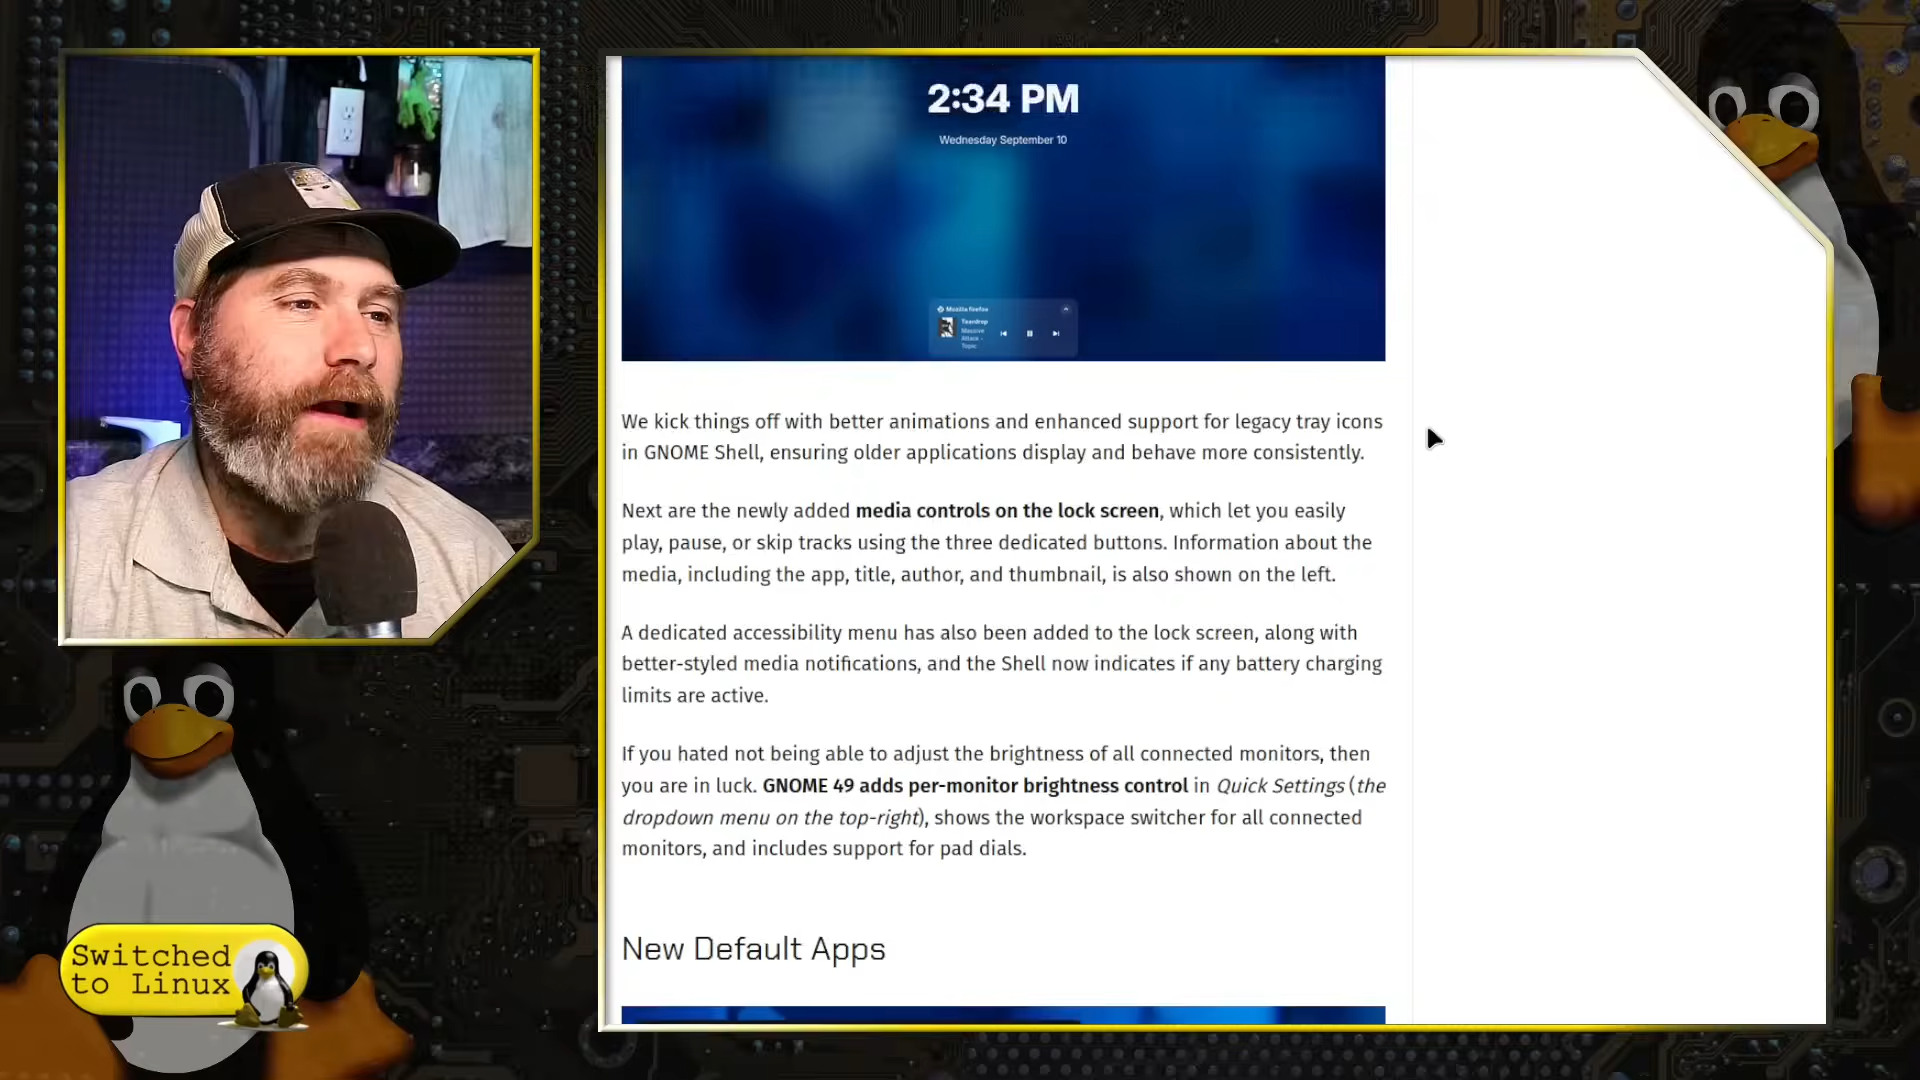 2:34 PM
Wednesday September 10
Mozilla firefox
Teardrop
Massive
Attack -
Topic
We kick things off with better animations and enhanced support for legacy tray icons
in GNOME Shell, ensuring older applications display and behave more consistently.
Next are the newly added media controls on the lock screen, which let you easily
play, pause, or skip tracks using the three dedicated buttons. Information about the
media, including the app, title, author, and thumbnail, is also shown on the left.
A dedicated accessibility menu has also been added to the lock screen, along with
better-styled media notifications, and the Shell now indicates if any battery charging
limits are active.
If you hated not being able to adjust the brightness of all connected monitors, then
you are in luck. GNOME 49 adds per-monitor brightness control in Quick Settings (the
dropdown menu on the top-right), shows the workspace switcher for all connected
monitors, and includes support for pad dials.
New Default Apps
Switched
to Linux